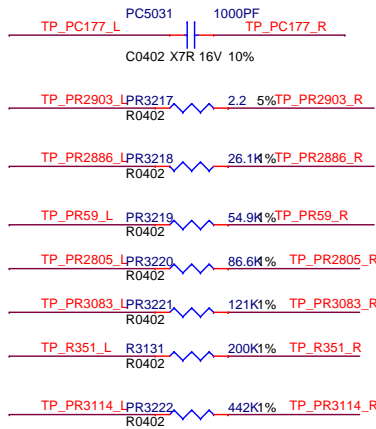 PC5031 1000PF
TP_PC177_L TP_PC177_R
C0402 X7R 16V 10%
TP_PR2903_L PR3217 2.2 5% TP_PR2903_R
R0402
TP_PR2886_L PR3218 26.1K 1% TP_PR2886_R
R0402
TP_PR59_L PR3219 54.9K 1% TP_PR59_R
R0402
TP_PR2805_L PR3220 86.6K 1% TP_PR2805_R
R0402
TP_PR3083_L PR3221 121K 1% TP_PR3083_R
R0402
TP_R351_L R3131 200K 1% TP_R351_R
R0402
TP_PR3114_L PR3222 442K 1% TP_PR3114_R
R0402